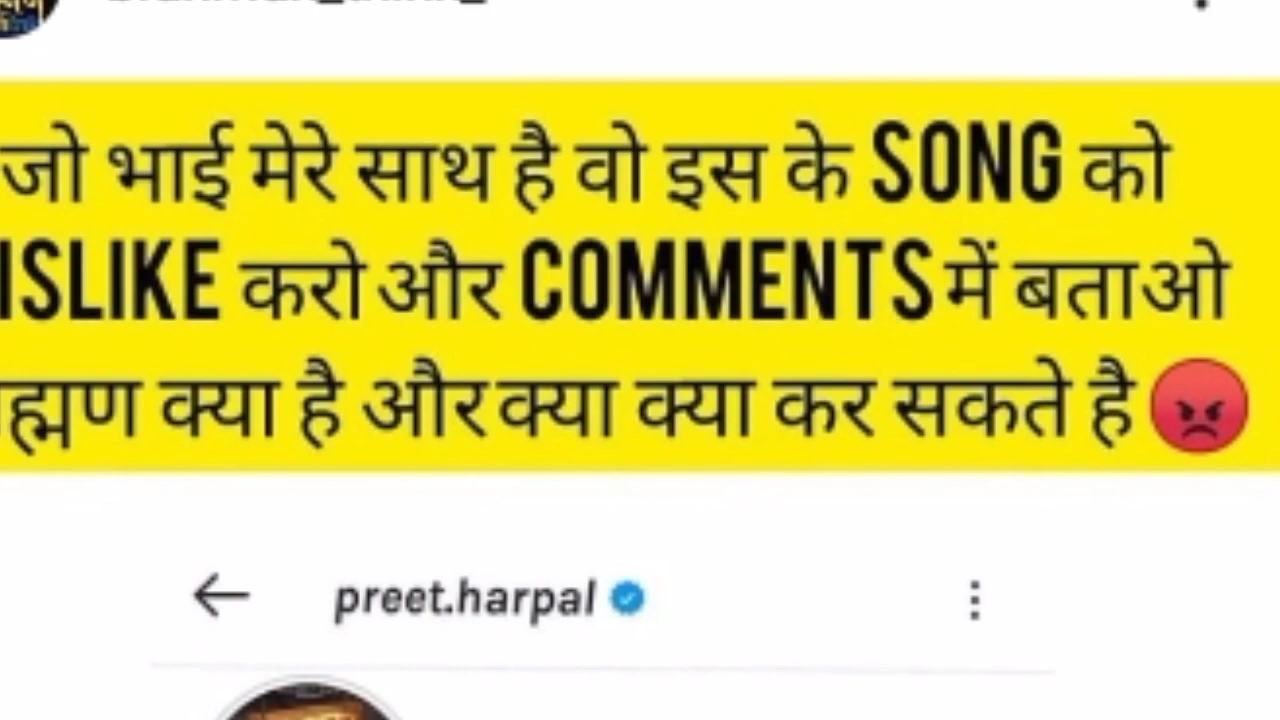 जो भाई मेरे साथ है वो इस के SONG को
ISLIKE करो और COMMENTS में बताओ
ह्मण क्या है और क्या क्या कर सकते है
preet.harpal